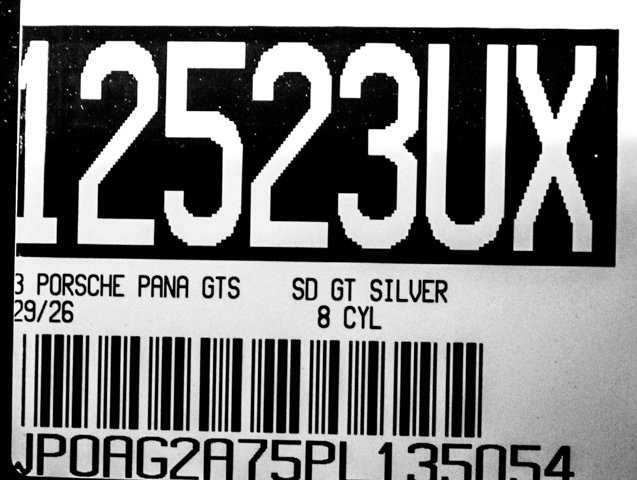 12523UX
3 PORSCHE PANA GTS SD GT SILVER
29/26 8 CYL
JP0AG2A75PL135054